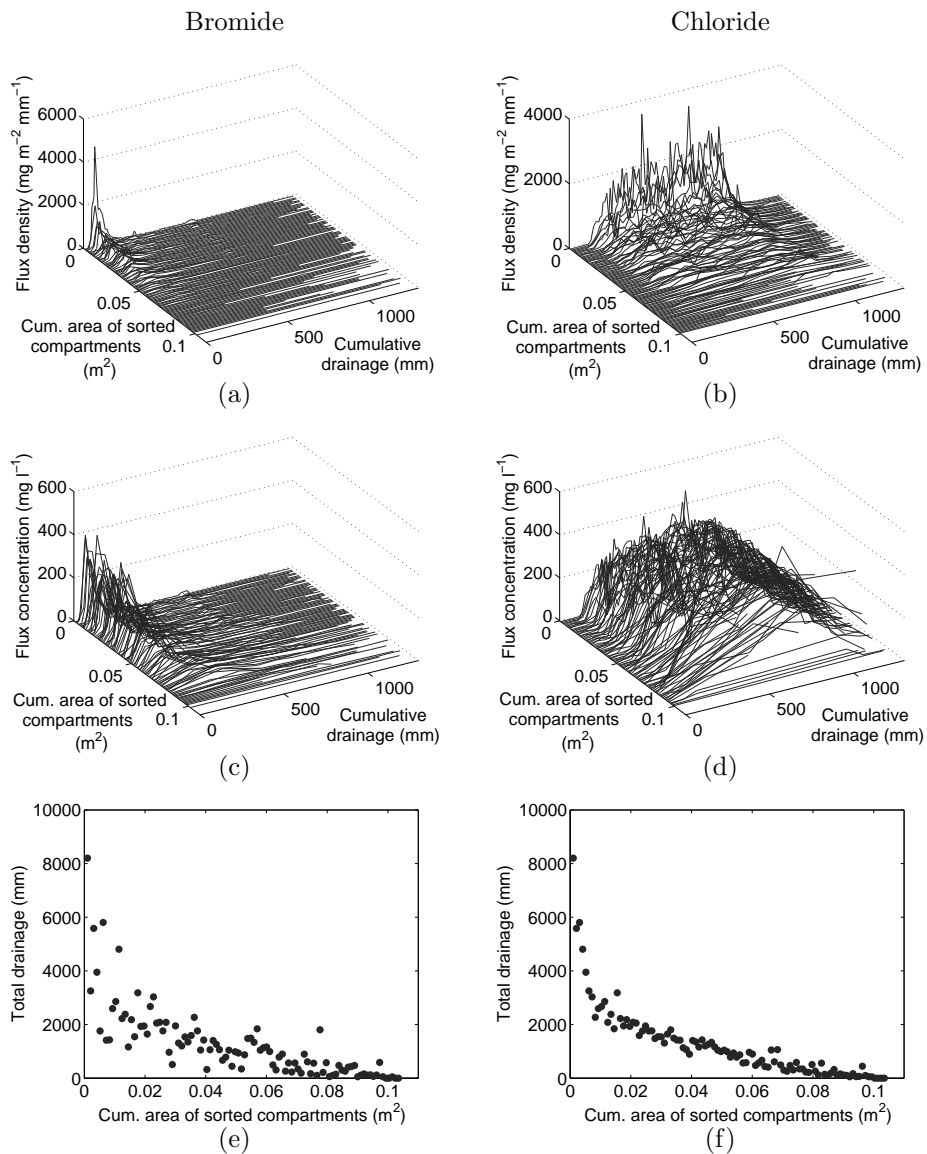 Bromide
Chloride
6000
4000
2000
0
Flux density (mg m⁻² mm⁻¹)
0
0.05
0.1
Cum. area of sorted
compartments
(m²)
0
500
1000
Cumulative
drainage (mm)
(a)
4000
2000
0
Flux density (mg m⁻² mm⁻¹)
0
0.05
0.1
Cum. area of sorted
compartments
(m²)
0
500
1000
Cumulative
drainage (mm)
(b)
600
400
200
0
Flux concentration (mg l⁻¹)
0
0.05
0.1
Cum. area of sorted
compartments
(m²)
0
500
1000
Cumulative
drainage (mm)
(c)
600
400
200
0
Flux concentration (mg l⁻¹)
0
0.05
0.1
Cum. area of sorted
compartments
(m²)
0
500
1000
Cumulative
drainage (mm)
(d)
10000
8000
6000
4000
2000
0
Total drainage (mm)
0 0.02 0.04 0.06 0.08 0.1
Cum. area of sorted compartments (m²)
(e)
10000
8000
6000
4000
2000
0
Total drainage (mm)
0 0.02 0.04 0.06 0.08 0.1
Cum. area of sorted compartments (m²)
(f)